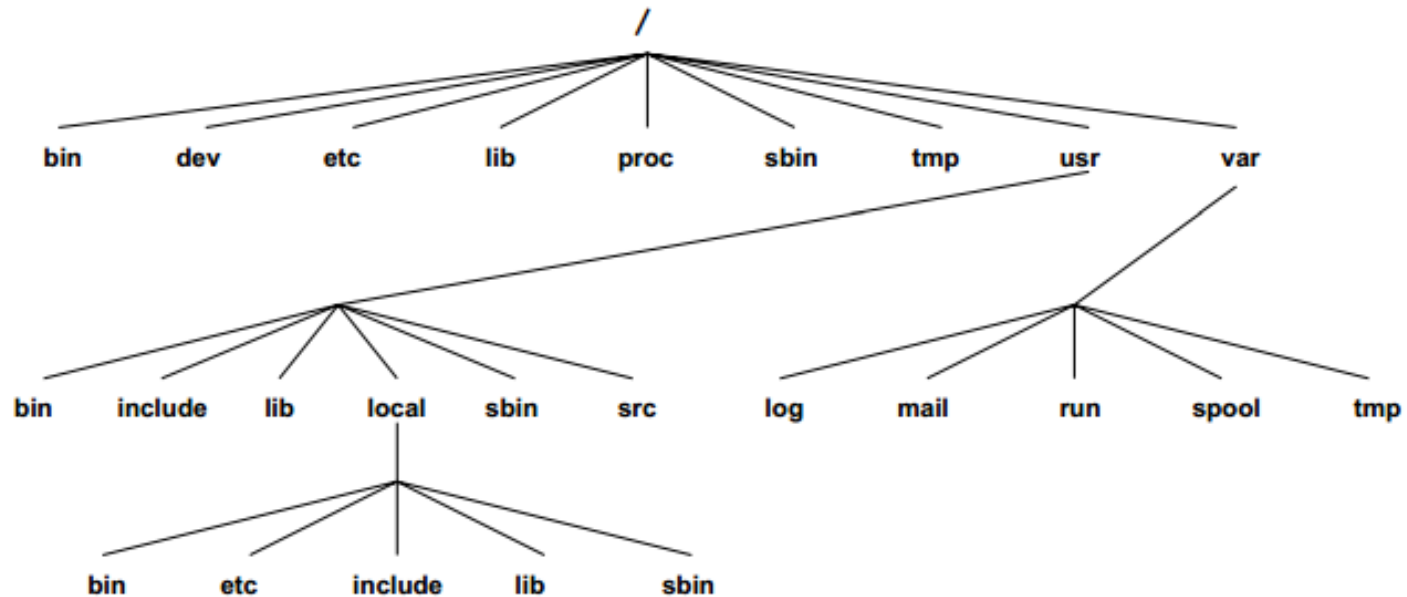 /
bin dev etc lib proc sbin tmp usr var
bin include lib local sbin src log mail run spool tmp
bin etc include lib sbin